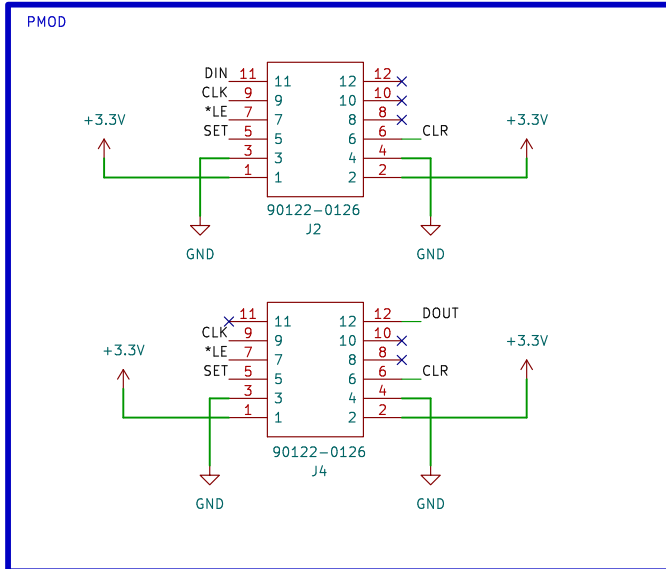 PMOD
DIN 11 11 12 12
CLK 9 9 10 10
*LE 7 7 8 8
+3.3V SET 5 5 6 6 CLR +3.3V
3 3 4 4
1 1 2 2
90122-0126
J2
GND GND
11 11 12 12 DOUT
CLK 9 9 10 10
+3.3V *LE 7 7 8 8 +3.3V
SET 5 5 6 6 CLR
3 3 4 4
1 1 2 2
90122-0126
J4
GND GND